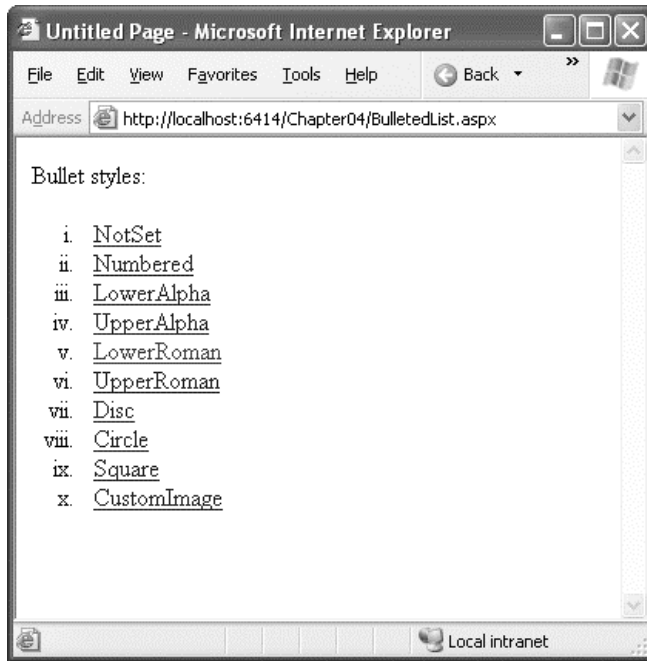 Untitled Page - Microsoft Internet Explorer
File Edit View Favorites Tools Help Back »
Address http://localhost:6414/Chapter04/BulletedList.aspx
Bullet styles:
i. NotSet
ii. Numbered
iii. LowerAlpha
iv. UpperAlpha
v. LowerRoman
vi. UpperRoman
vii. Disc
viii. Circle
ix. Square
x. CustomImage
Local intranet